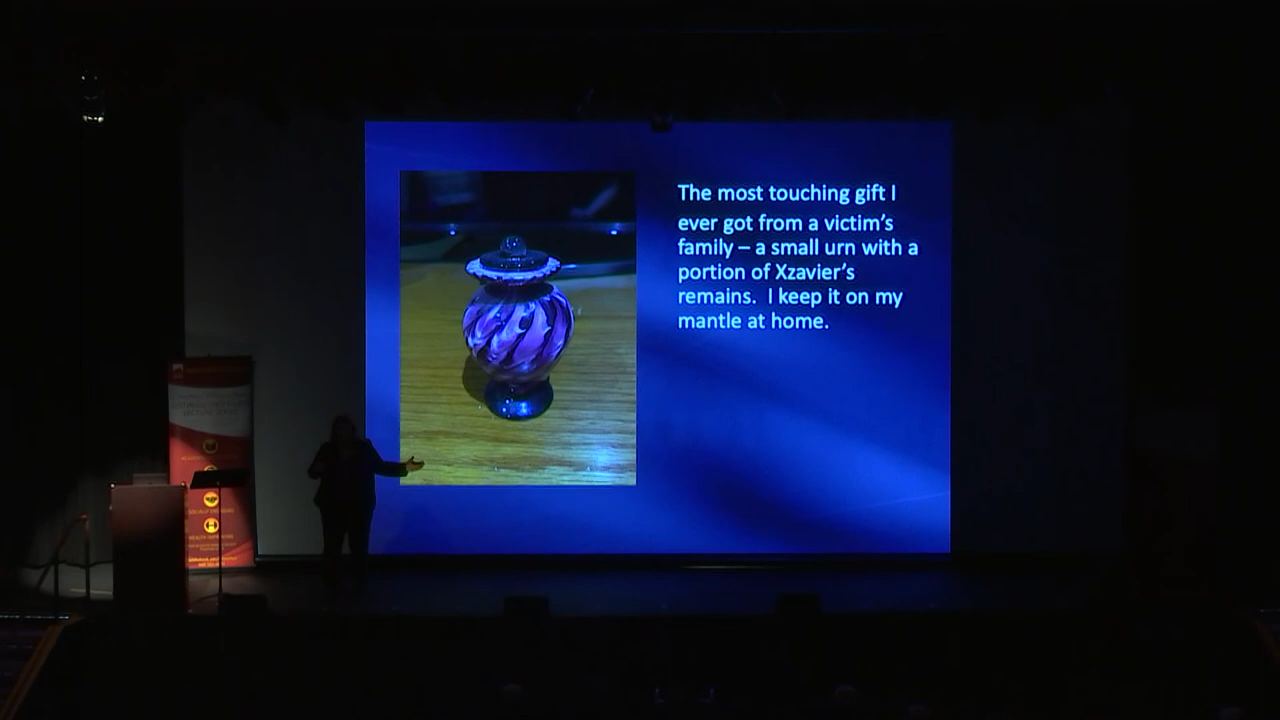 The most touching gift I
ever got from a victim’s
family – a small urn with a
portion of Xzavier’s
remains.  I keep it on my
mantle at home.